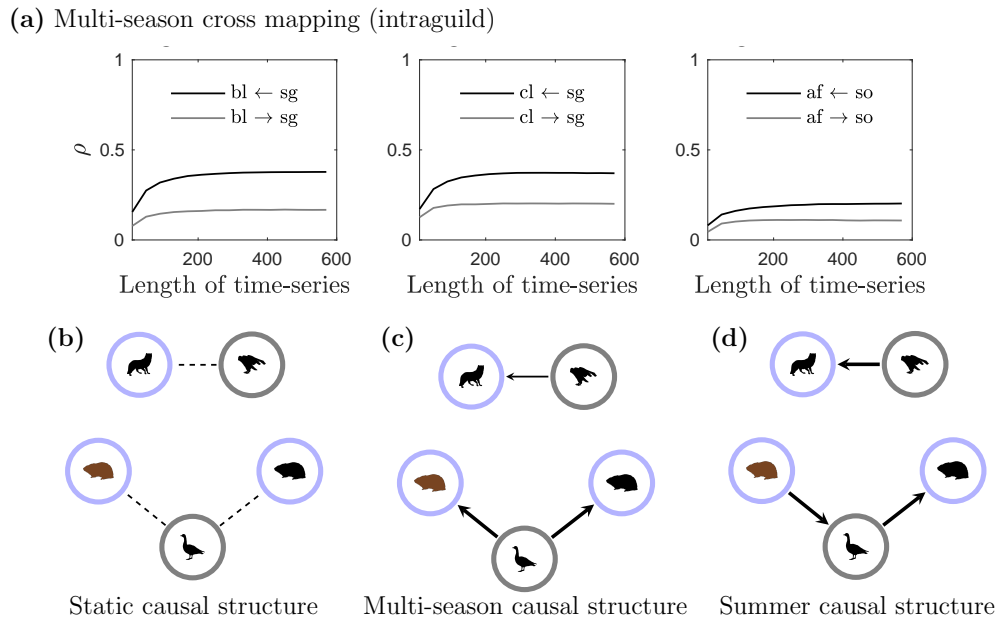 (a) Multi-season cross mapping (intraguild)
1
0.5
0
ρ
bl ← sg
bl → sg
200 400 600
Length of time-series
1
0.5
0
cl ← sg
cl → sg
200 400 600
Length of time-series
1
0.5
0
af ← so
af → so
200 400 600
Length of time-series
(b)
(c)
(d)
Static causal structure
Multi-season causal structure
Summer causal structure